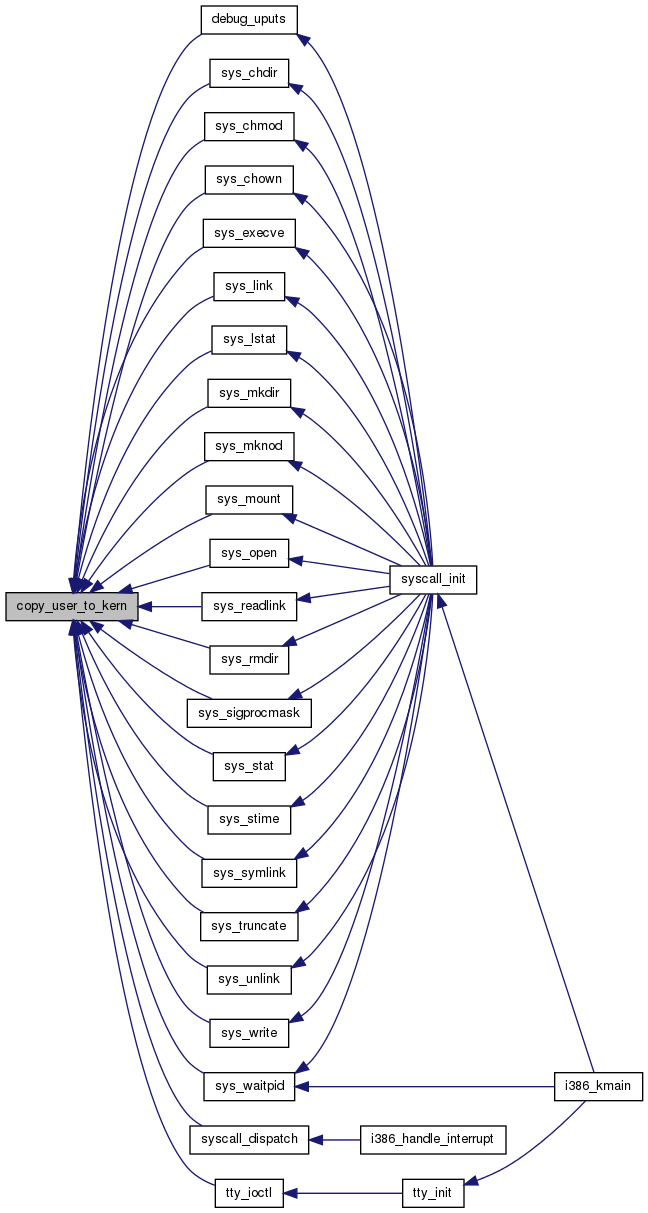 debug_uputs
sys_chdir
sys_chmod
sys_chown
sys_execve
sys_link
sys_lstat
sys_mkdir
sys_mknod
sys_mount
sys_open
syscall_init
copy_user_to_kern
sys_readlink
sys_rmdir
sys_sigprocmask
sys_stat
sys_stime
sys_symlink
sys_truncate
sys_unlink
sys_write
sys_waitpid
i386_kmain
syscall_dispatch
i386_handle_interrupt
tty_ioctl
tty_init